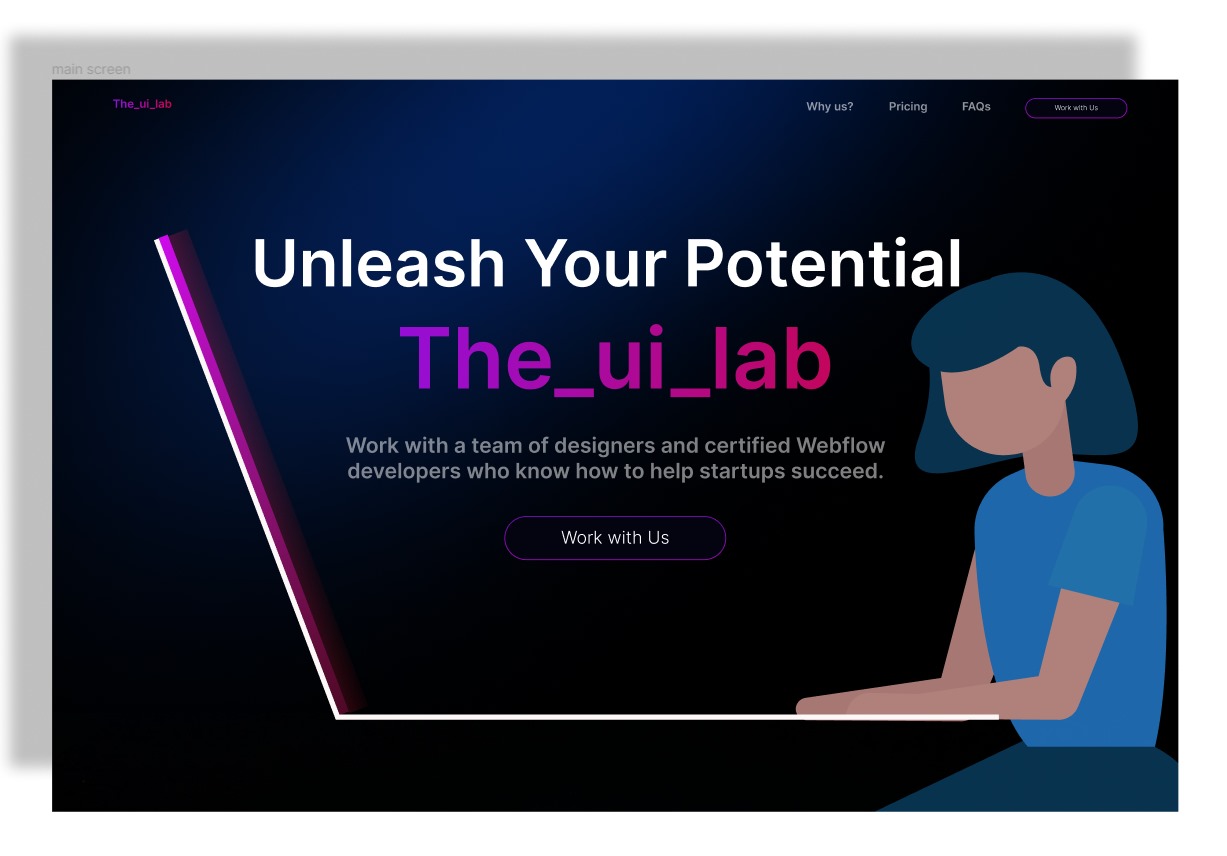 main screen
The_ui_lab
Why us?
Pricing
FAQs
Work with Us
Unleash Your Potential
The_ui_lab
Work with a team of designers and certified Webflow
developers who know how to help startups succeed.
Work with Us